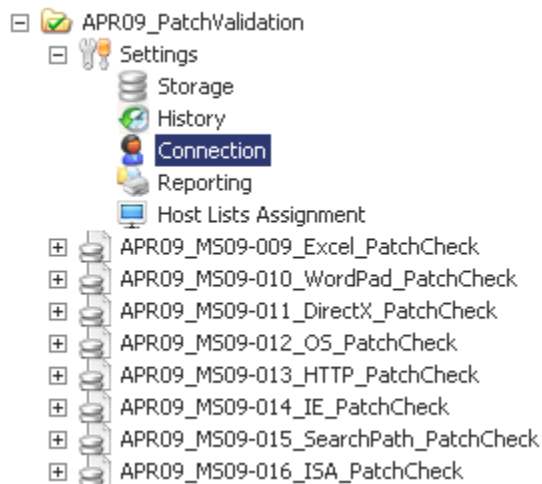 APR09_PatchValidation
Settings
Storage
History
Connection
Reporting
Host Lists Assignment
APR09_MS09-009_Excel_PatchCheck
APR09_MS09-010_WordPad_PatchCheck
APR09_MS09-011_DirectX_PatchCheck
APR09_MS09-012_OS_PatchCheck
APR09_MS09-013_HTTP_PatchCheck
APR09_MS09-014_IE_PatchCheck
APR09_MS09-015_SearchPath_PatchCheck
APR09_MS09-016_ISA_PatchCheck